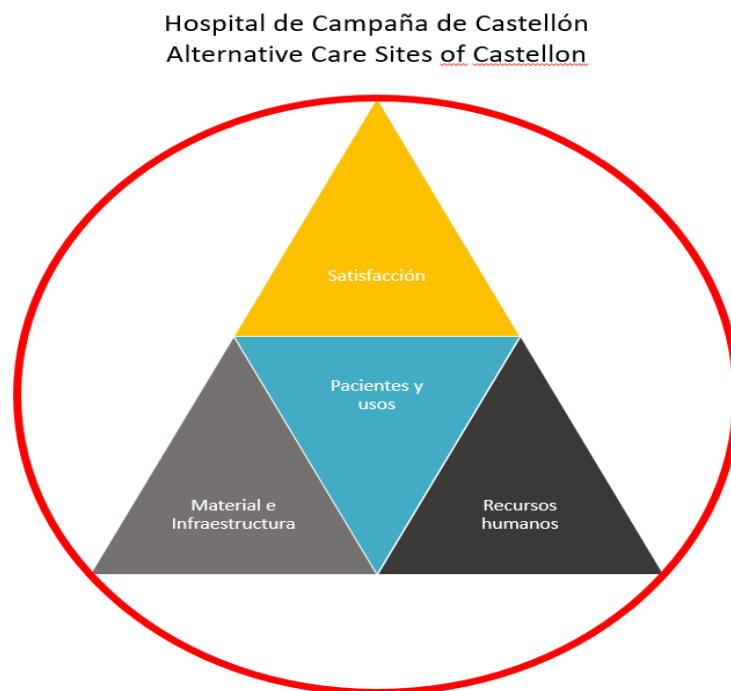 Hospital de Campaña de Castellón
Alternative Care Sites of Castellon
Satisfacción
Pacientes y
usos
Material e
Infraestructura
Recursos
humanos